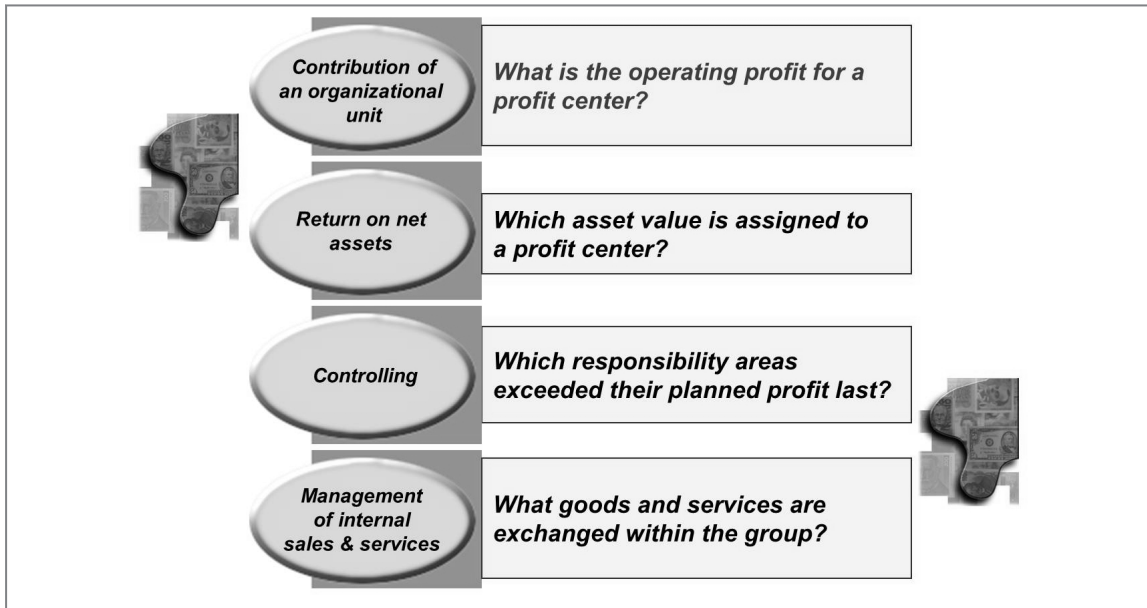 Contribution of
an organizational
unit
What is the operating profit for a
profit center?
Return on net
assets
Which asset value is assigned to
a profit center?
Controlling
Which responsibility areas
exceeded their planned profit last?
Management
of internal
sales & services
What goods and services are
exchanged within the group?